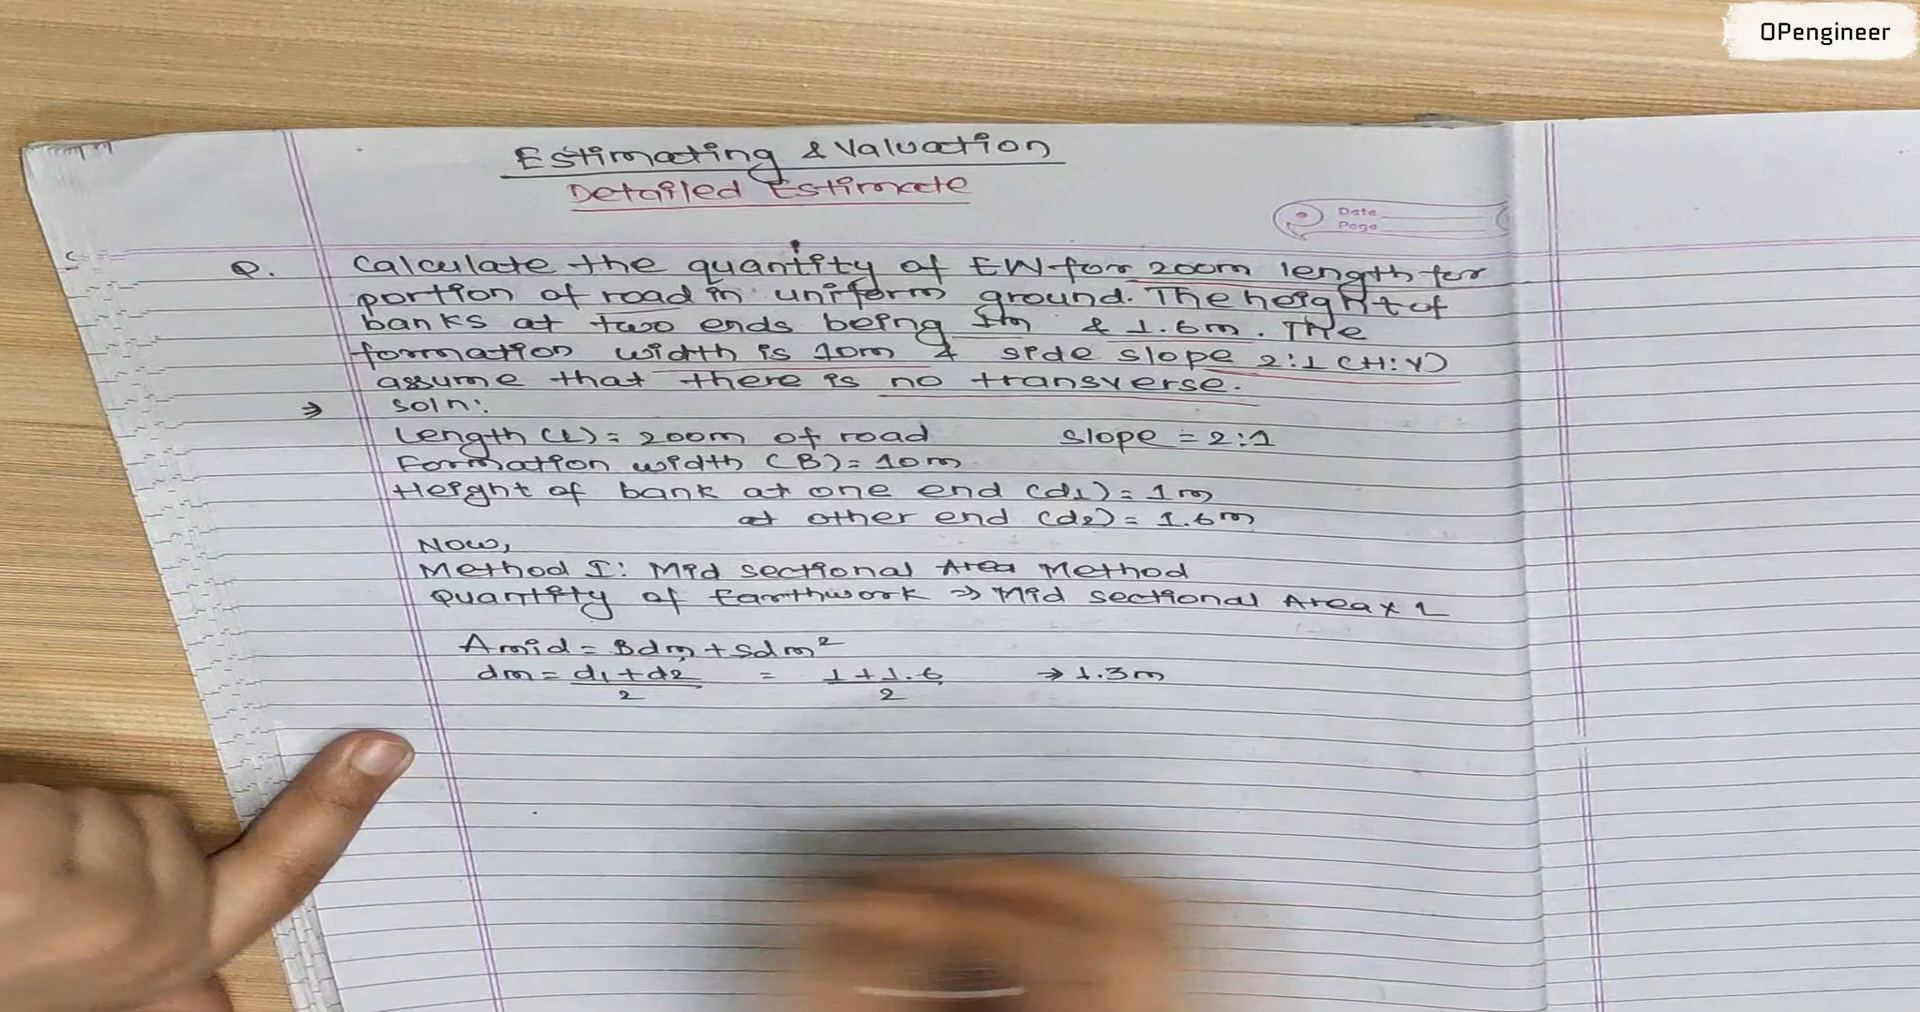 OPengineer
Estimating & Valuation
Detailed Estimate
Date
Page
Q. Calculate the quantity of EW for 200m length for
portion of road in uniform ground. The height of
banks at two ends being 1m & 1.6m. The
formation width is 10m & side slope 2:1 (H:V)
assume that there is no transverse.
⇒ Soln:
Length (L) = 200m of road slope = 2:1
Formation width (B) = 10m
Height of bank at one end (d1) = 1m
at other end (d2) = 1.6m
Now,
Method I: Mid sectional Area Method
Quantity of Earthwork ⇒ Mid sectional Area x L
Amid = Bdm + Sdm²
dm = d1+d2/2 = 1+1.6/2 → 1.3m